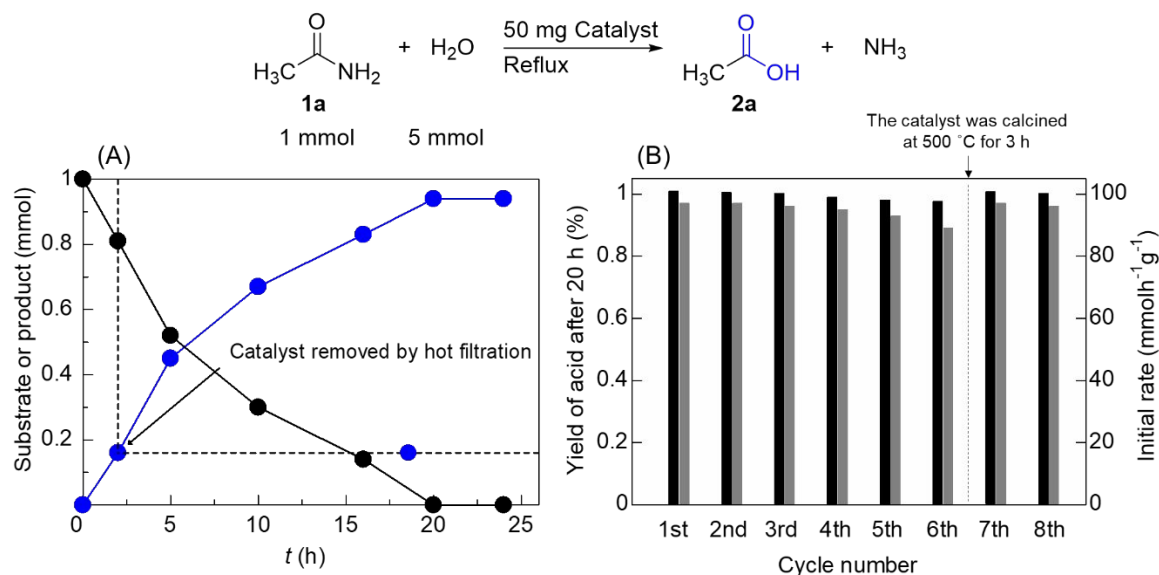 O
H₃C NH₂ + H₂O
50 mg Catalyst
Reflux
O
H₃C OH + NH₃
1a
2a
1 mmol 5 mmol
The catalyst was calcined
at 500 ˚C for 3 h
(A)
Substrate or product (mmol)
1
0.8
0.6
0.4
0.2
0
Catalyst removed by hot filtration
0 5 10 15 20 25
t (h)
(B)
Yield of acid after 20 h (%)
1
0.8
0.6
0.4
0.2
0
100
80
60
40
20
0
Initial rate (mmolh⁻¹g⁻¹)
1st 2nd 3rd 4th 5th 6th 7th 8th
Cycle number